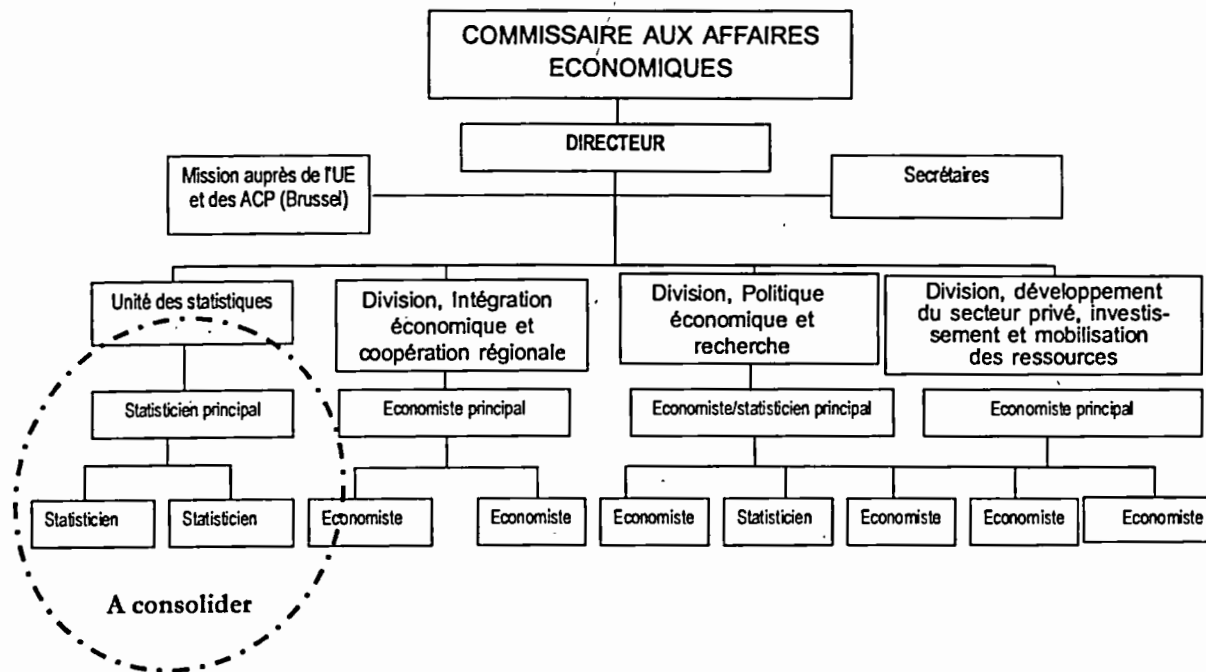 COMMISSAIRE AUX AFFAIRES
ECONOMIQUES
DIRECTEUR
Mission auprès de l'UE
et des ACP (Brussel)
Secrétaires
Unité des statistiques
Division, Intégration
économique et
coopération régionale
Division, Politique
économique et
recherche
Division, développement
du secteur privé, investis-
sement et mobilisation
des ressources
Statisticien principal
Economiste principal
Economiste/statisticien principal
Economiste principal
Statisticien
Statisticien
Economiste
Economiste
Economiste
Statisticien
Economiste
Economiste
Economiste
A consolider